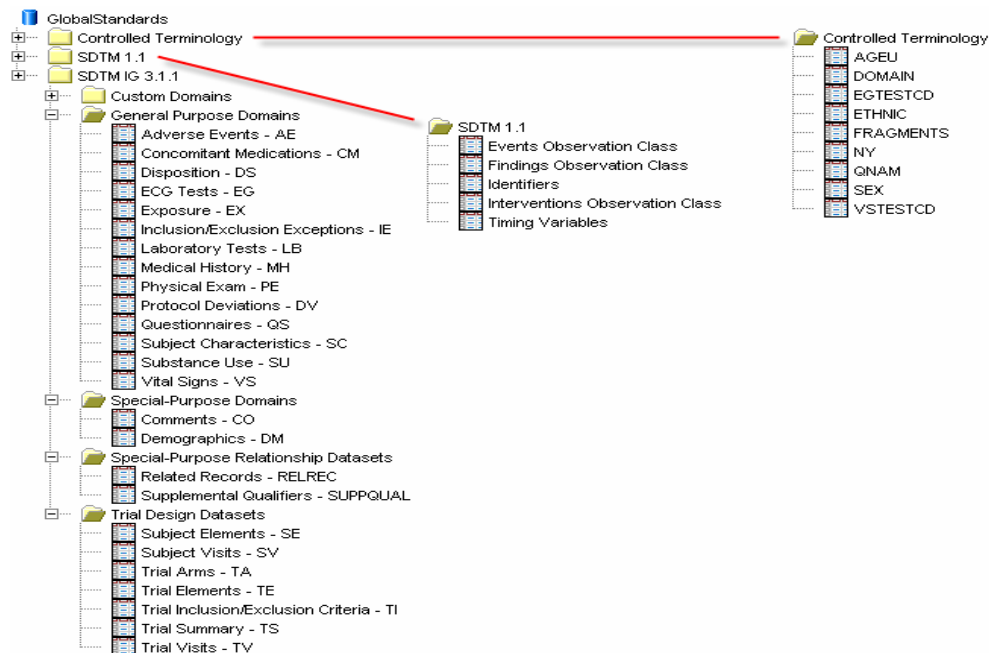 GlobalStandards
Controlled Terminology
SDTM 1.1
SDTM IG 3.1.1
Custom Domains
General Purpose Domains
Adverse Events - AE
Concomitant Medications - CM
Disposition - DS
ECG Tests - EG
Exposure - EX
Inclusion/Exclusion Exceptions - IE
Laboratory Tests - LB
Medical History - MH
Physical Exam - PE
Protocol Deviations - DV
Questionnaires - QS
Subject Characteristics - SC
Substance Use - SU
Vital Signs - VS
Special-Purpose Domains
Comments - CO
Demographics - DM
Special-Purpose Relationship Datasets
Related Records - RELREC
Supplemental Qualifiers - SUPPQUAL
Trial Design Datasets
Subject Elements - SE
Subject Visits - SV
Trial Arms - TA
Trial Elements - TE
Trial Inclusion/Exclusion Criteria - TI
Trial Summary - TS
Trial Visits - TV
SDTM 1.1
Events Observation Class
Findings Observation Class
Identifiers
Interventions Observation Class
Timing Variables
Controlled Terminology
AGEU
DOMAIN
EGTESTCD
ETHNIC
FRAGMENTS
NY
QNAM
SEX
VSTESTCD